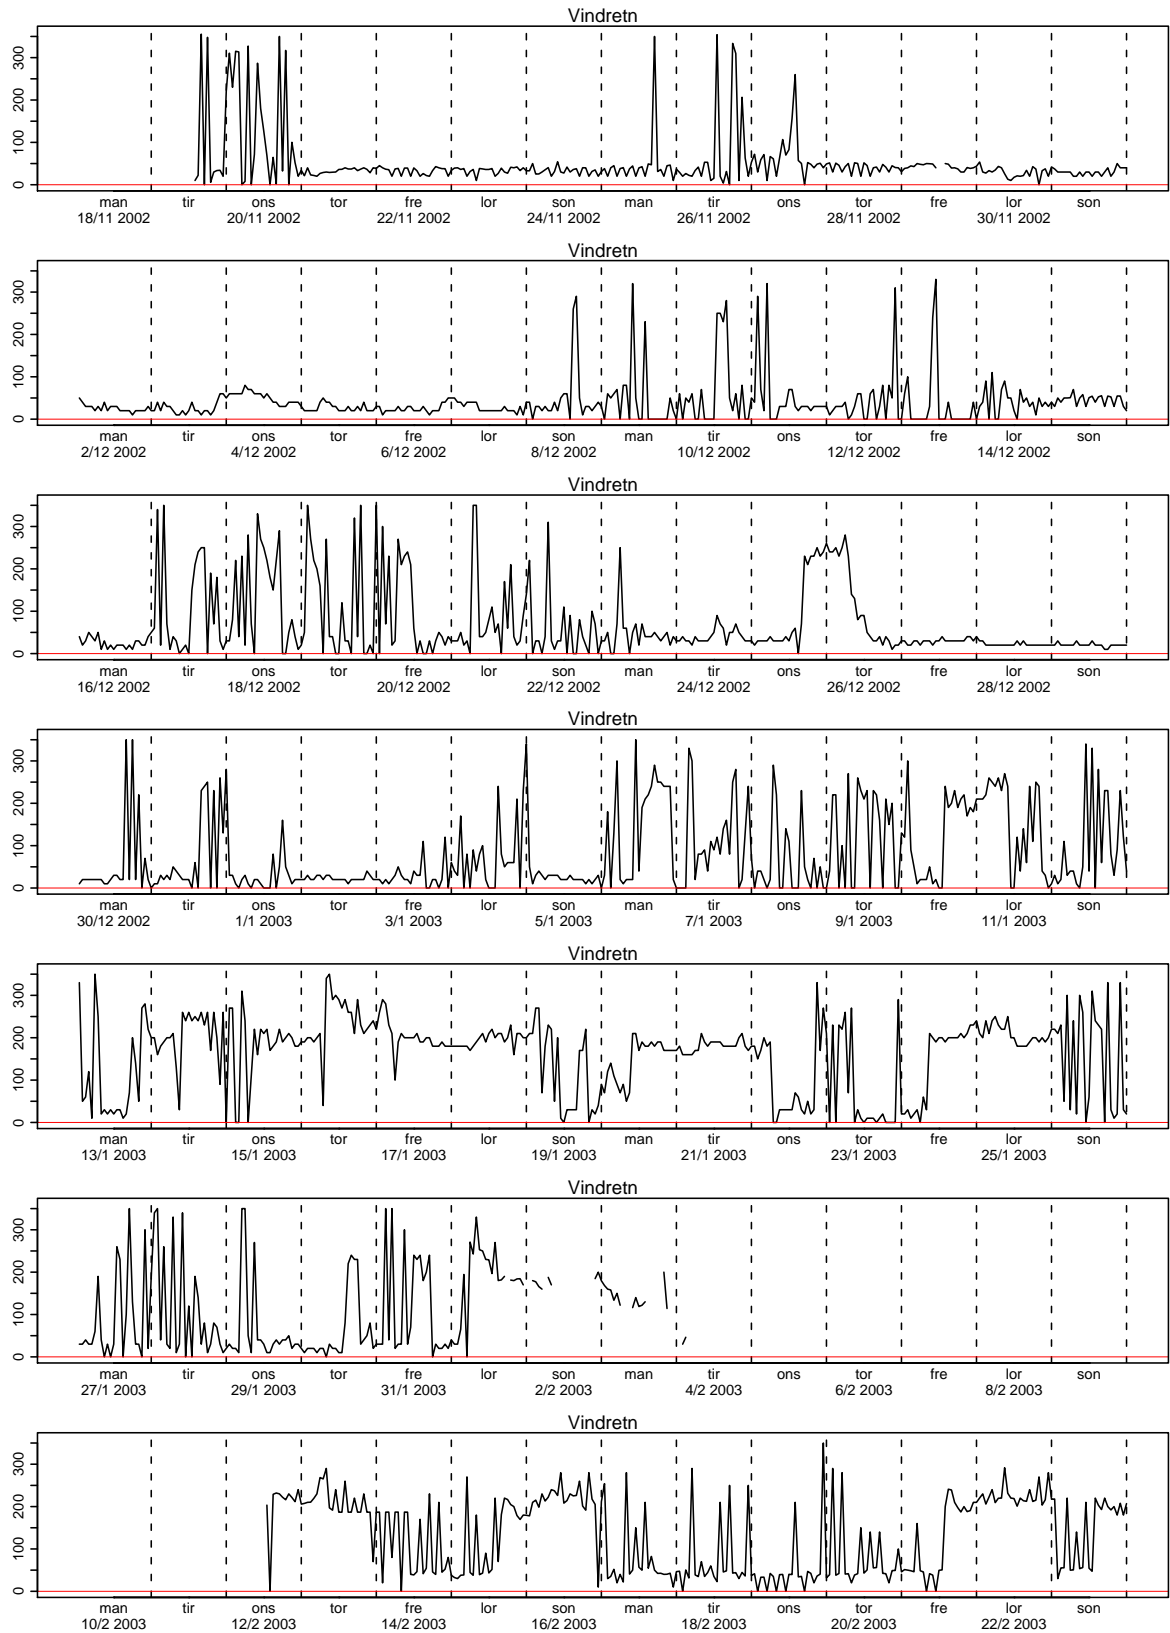 Vindretn
0 100 200 300
man tir ons tor fre lor son man tir ons tor fre lor son
18/11 2002 20/11 2002 22/11 2002 24/11 2002 26/11 2002 28/11 2002 30/11 2002
Vindretn
0 100 200 300
man tir ons tor fre lor son man tir ons tor fre lor son
2/12 2002 4/12 2002 6/12 2002 8/12 2002 10/12 2002 12/12 2002 14/12 2002
Vindretn
0 100 200 300
man tir ons tor fre lor son man tir ons tor fre lor son
16/12 2002 18/12 2002 20/12 2002 22/12 2002 24/12 2002 26/12 2002 28/12 2002
Vindretn
0 100 200 300
man tir ons tor fre lor son man tir ons tor fre lor son
30/12 2002 1/1 2003 3/1 2003 5/1 2003 7/1 2003 9/1 2003 11/1 2003
Vindretn
0 100 200 300
man tir ons tor fre lor son man tir ons tor fre lor son
13/1 2003 15/1 2003 17/1 2003 19/1 2003 21/1 2003 23/1 2003 25/1 2003
Vindretn
0 100 200 300
man tir ons tor fre lor son man tir ons tor fre lor son
27/1 2003 29/1 2003 31/1 2003 2/2 2003 4/2 2003 6/2 2003 8/2 2003
Vindretn
0 100 200 300
man tir ons tor fre lor son man tir ons tor fre lor son
10/2 2003 12/2 2003 14/2 2003 16/2 2003 18/2 2003 20/2 2003 22/2 2003